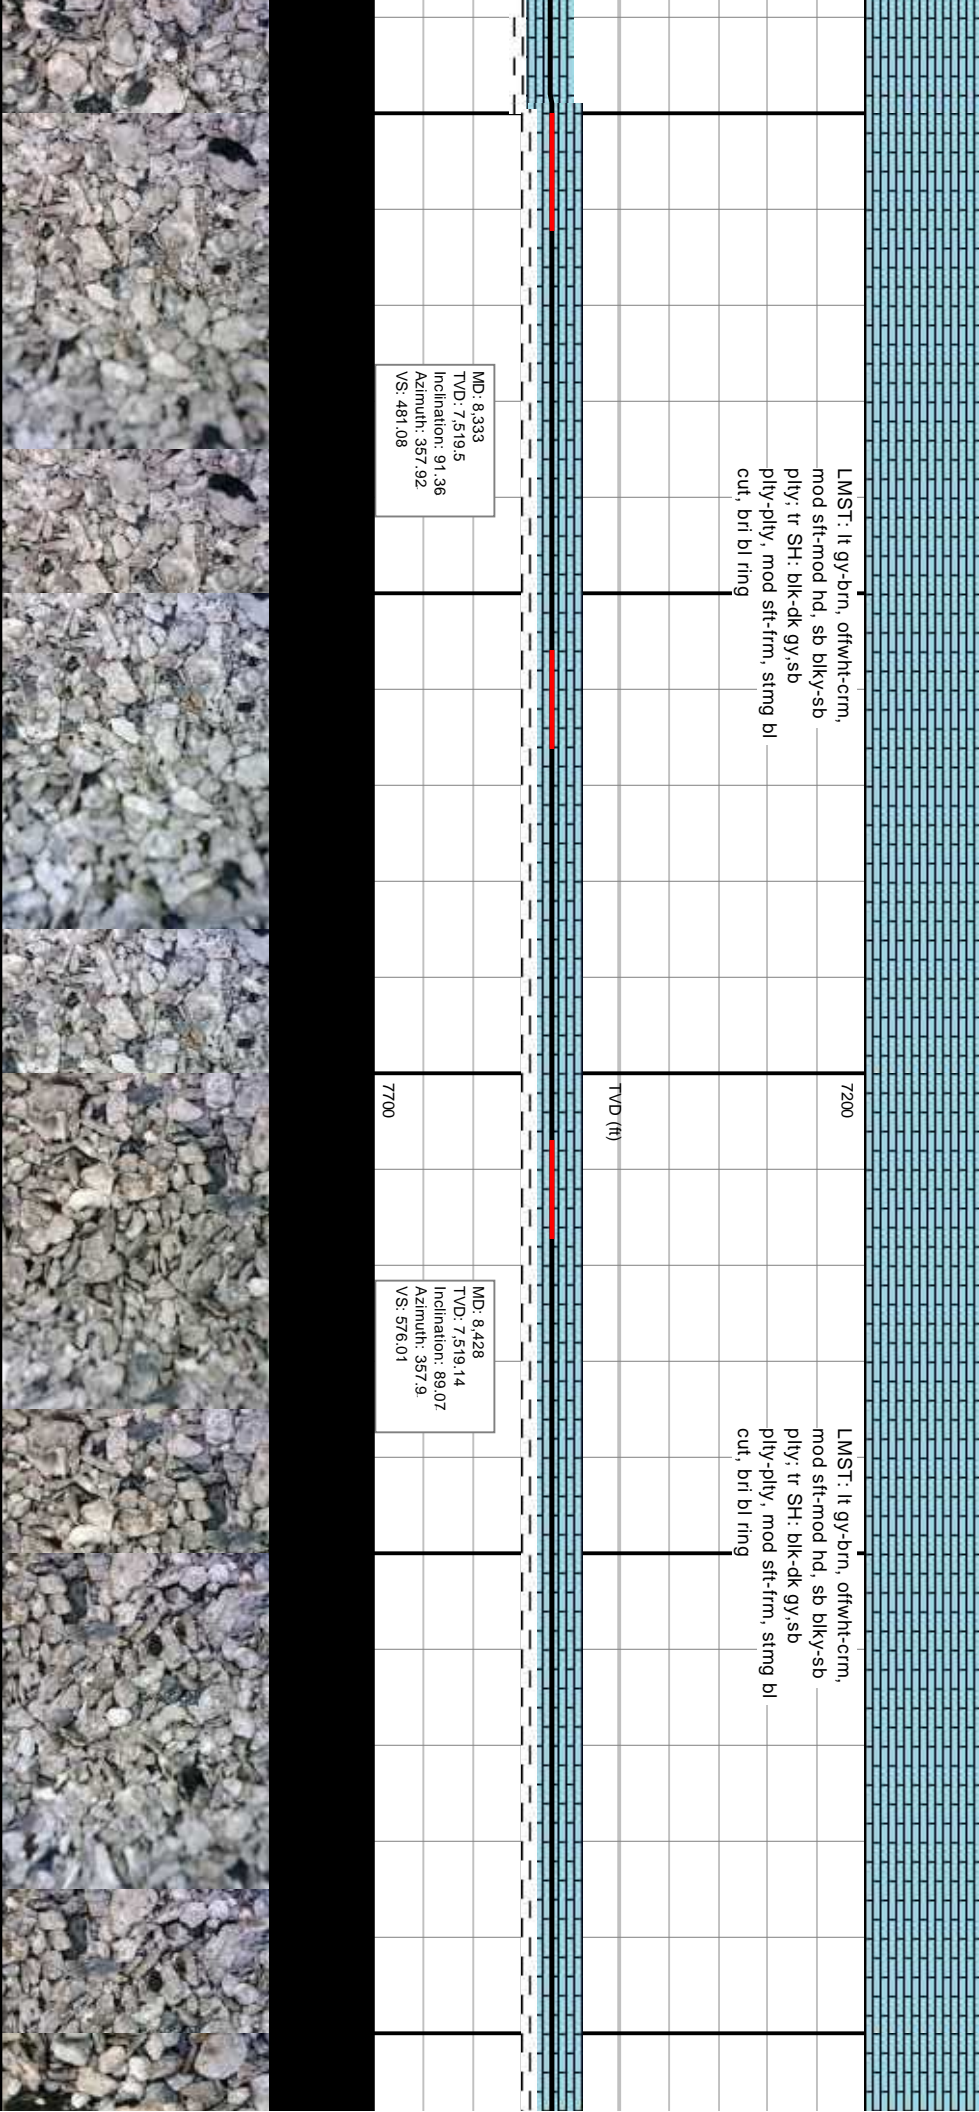 LMST: lt gy-brn, offwht-crm,
mod sft-mod hd, sb blky-sb
plty; tr SH: blk-dk gy,sb
plty-plty, mod sft-frm, stmg bl
cut, bri bl ring
MD: 8,333
TVD: 7,519.5
Inclination: 91.36
Azimuth: 357.92
VS: 481.08
7200
TVD (ft)
7700
LMST: lt gy-brn, offwht-crm,
mod sft-mod hd, sb blky-sb
plty; tr SH: blk-dk gy,sb
plty-plty, mod sft-frm, stmg bl
cut, bri bl ring
MD: 8,428
TVD: 7,519.14
Inclination: 89.07
Azimuth: 357.9
VS: 576.01